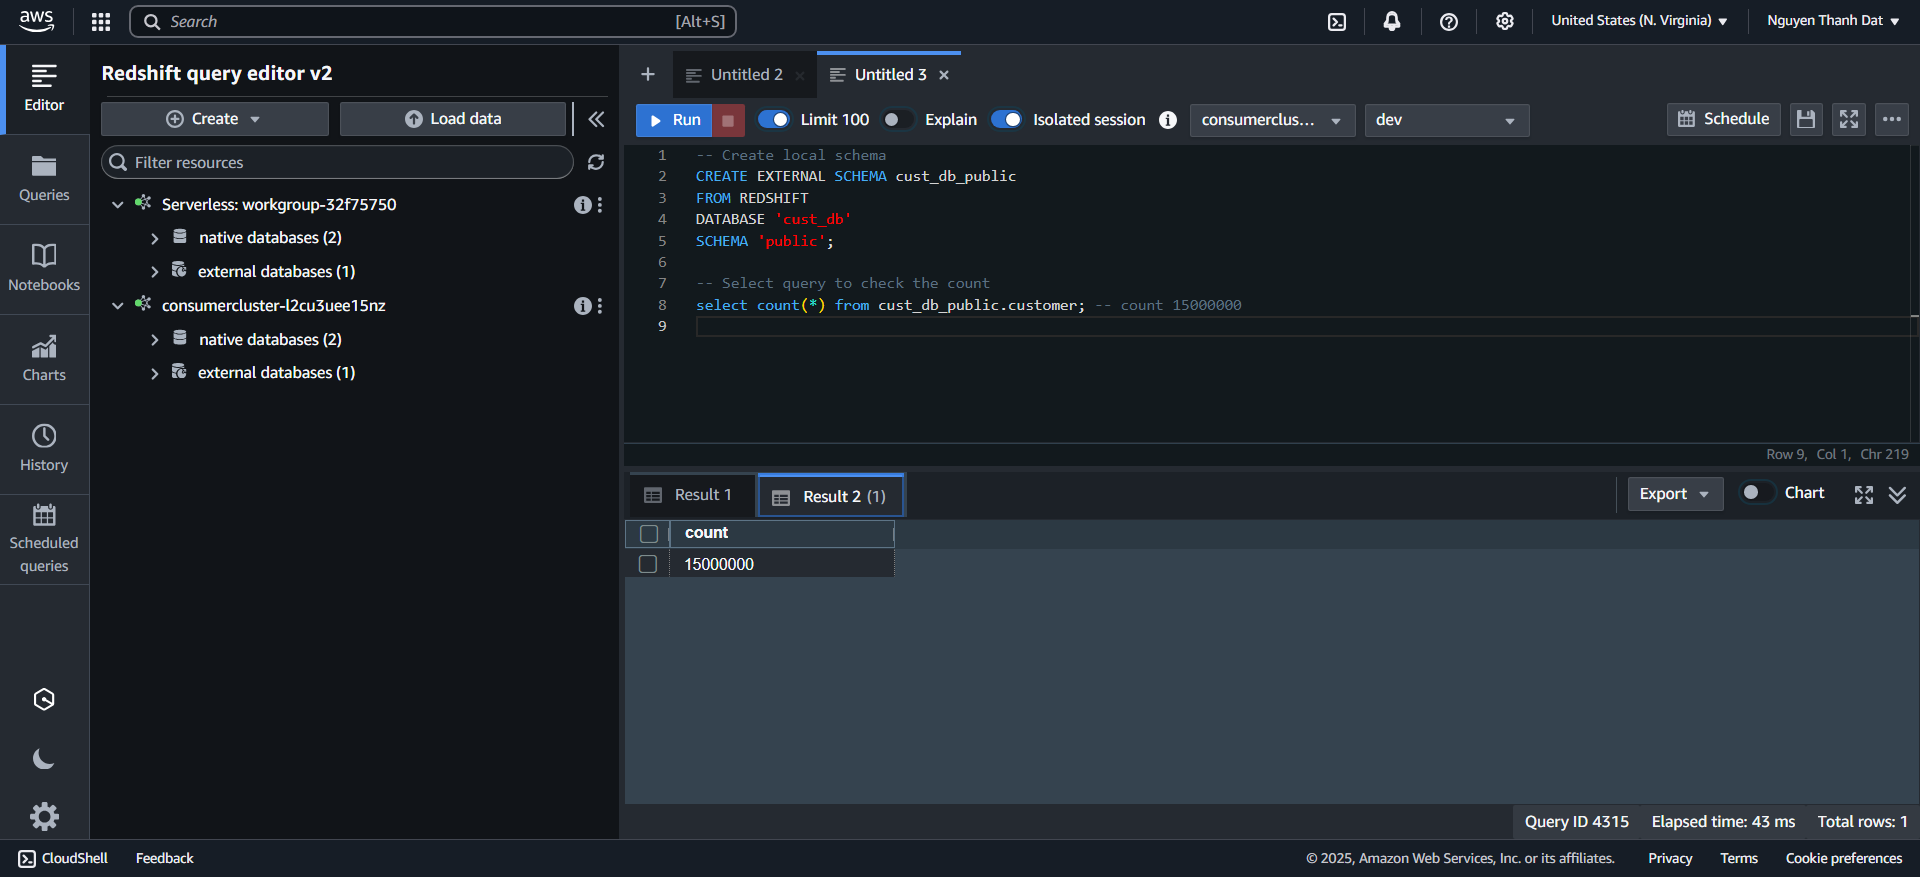 aws
Search [Alt+S]
United States (N. Virginia)
Nguyen Thanh Dat
Editor
Queries
Notebooks
Charts
History
Scheduled
queries
Redshift query editor v2
Create
Load data
Filter resources
Serverless: workgroup-32f75750
native databases (2)
external databases (1)
consumercluster-l2cu3uee15nz
native databases (2)
external databases (1)
+ Untitled 2 × Untitled 3 ×
Run Limit 100 Explain Isolated session consumerclus... dev Schedule
1 -- Create local schema
2 CREATE EXTERNAL SCHEMA cust_db_public
3 FROM REDSHIFT
4 DATABASE 'cust_db'
5 SCHEMA 'public';
6
7 -- Select query to check the count
8 select count(*) from cust_db_public.customer; -- count 15000000
9
Row 9, Col 1, Chr 219
Result 1 Result 2 (1) Export Chart
count
15000000
Query ID 4315 Elapsed time: 43 ms Total rows: 1
CloudShell Feedback © 2025, Amazon Web Services, Inc. or its affiliates. Privacy Terms Cookie preferences